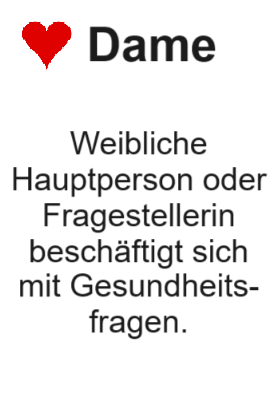 Dame
Weibliche
Hauptperson oder
Fragestellerin
beschäftigt sich
mit Gesundheits-
fragen.